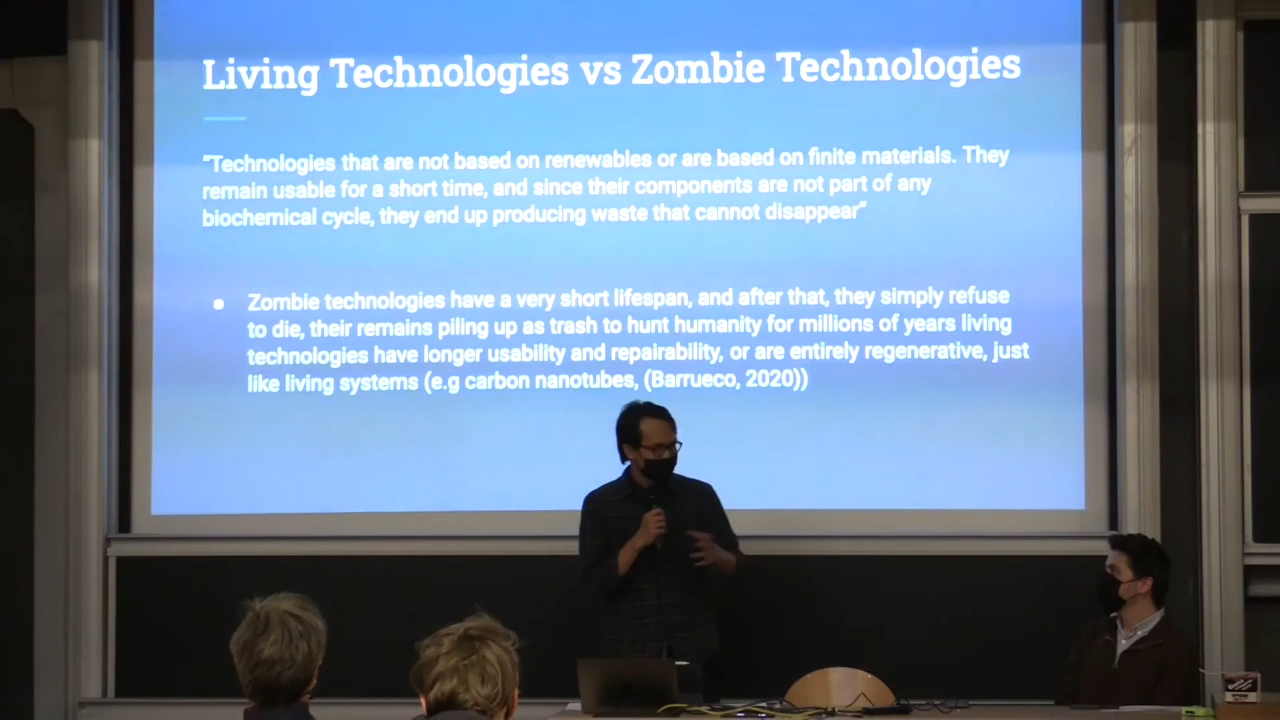 Living Technologies vs Zombie Technologies
"Technologies that are not based on renewables or are based on finite materials. They
remain usable for a short time, and since their components are not part of any
biochemical cycle, they end up producing waste that cannot disappear"
● Zombie technologies have a very short lifespan, and after that, they simply refuse
to die, their remains piling up as trash to hunt humanity for millions of years living
technologies have longer usability and repairability, or are entirely regenerative, just
like living systems (e.g carbon nanotubes, (Barrueco, 2020))